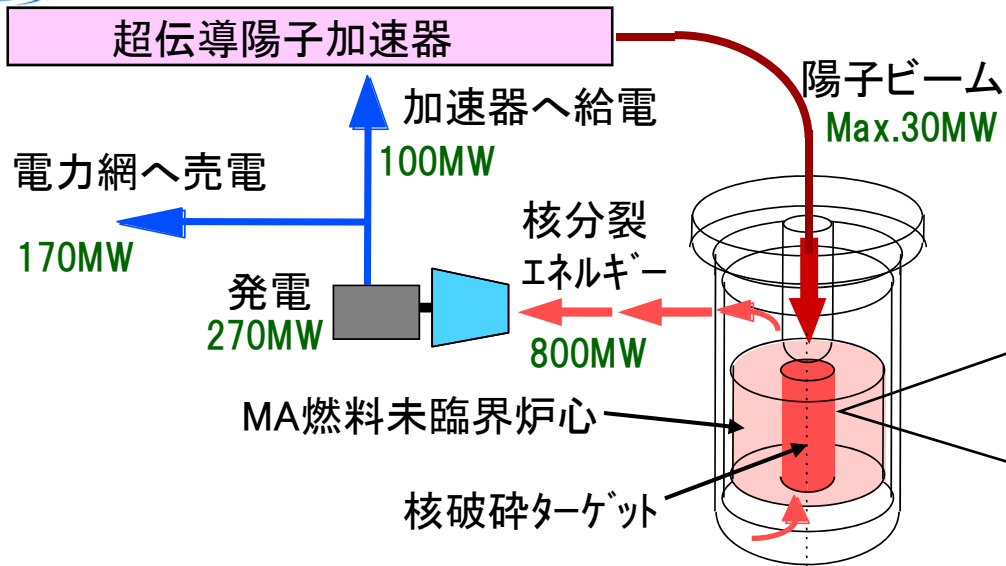 超伝導陽子加速器
陽子ビーム
Max.30MW
加速器へ給電
100MW
電力網へ売電
170MW
核分裂
エネルギー
800MW
発電
270MW
MA燃料未臨界炉心
核破砕ターゲット